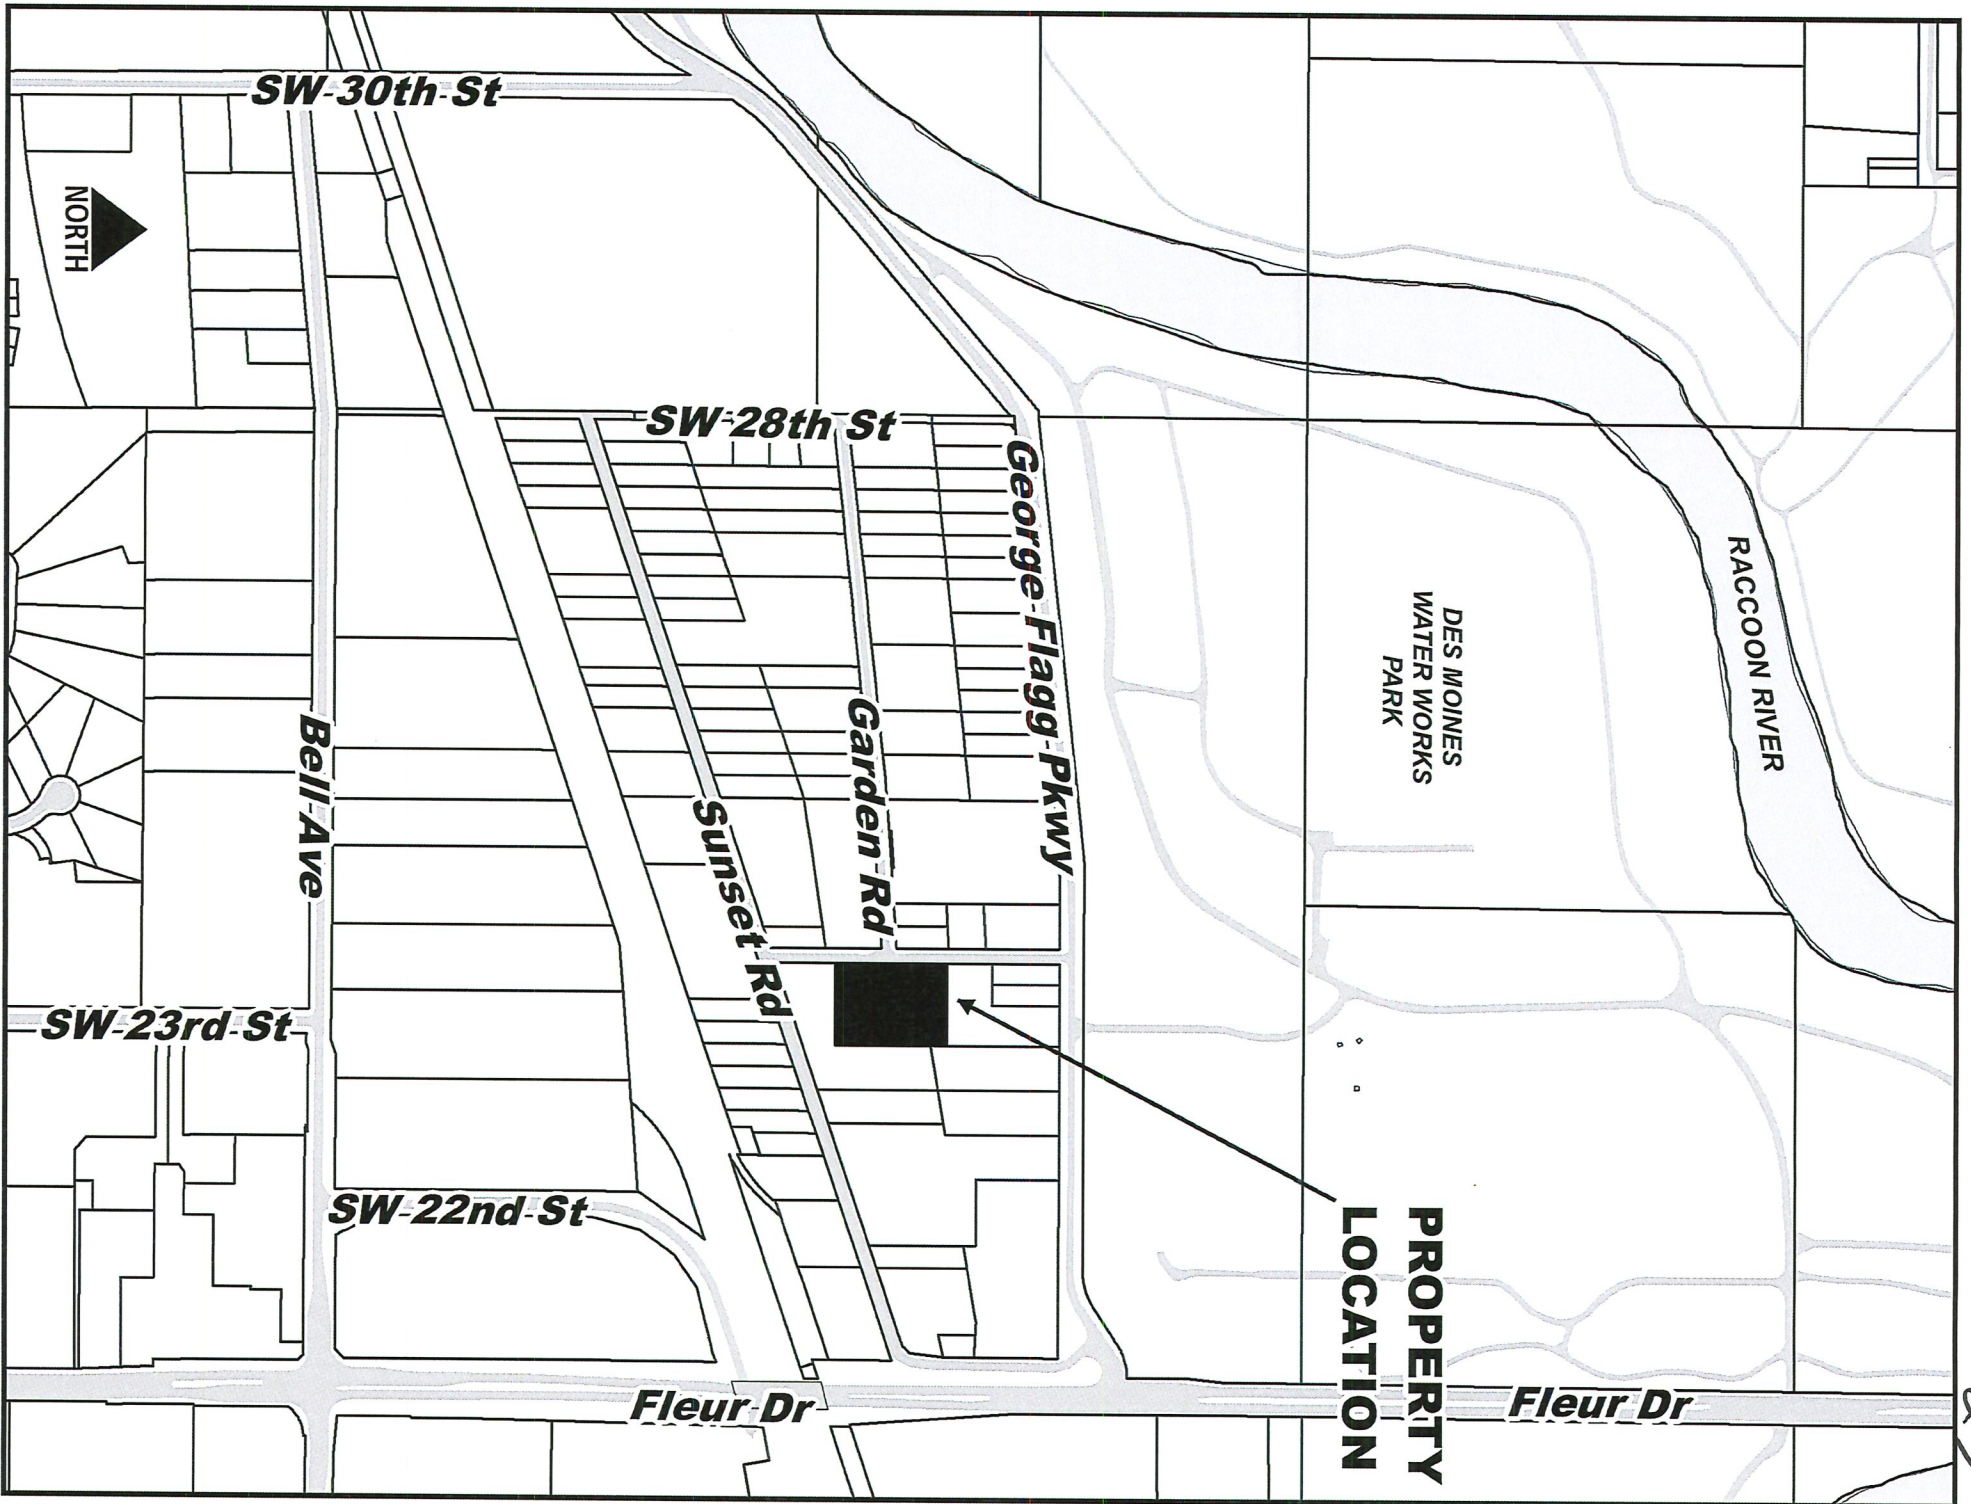 SW 30th St
NORTH
SW 28th St
George Flagg Pkwy
RACCOON RIVER
DES MOINES
WATER WORKS
PARK
Garden Rd
Bell Ave
Sunset Rd
SW 23rd St
SW 22nd St
PROPERTY
LOCATION
Fleur Dr
Fleur Dr